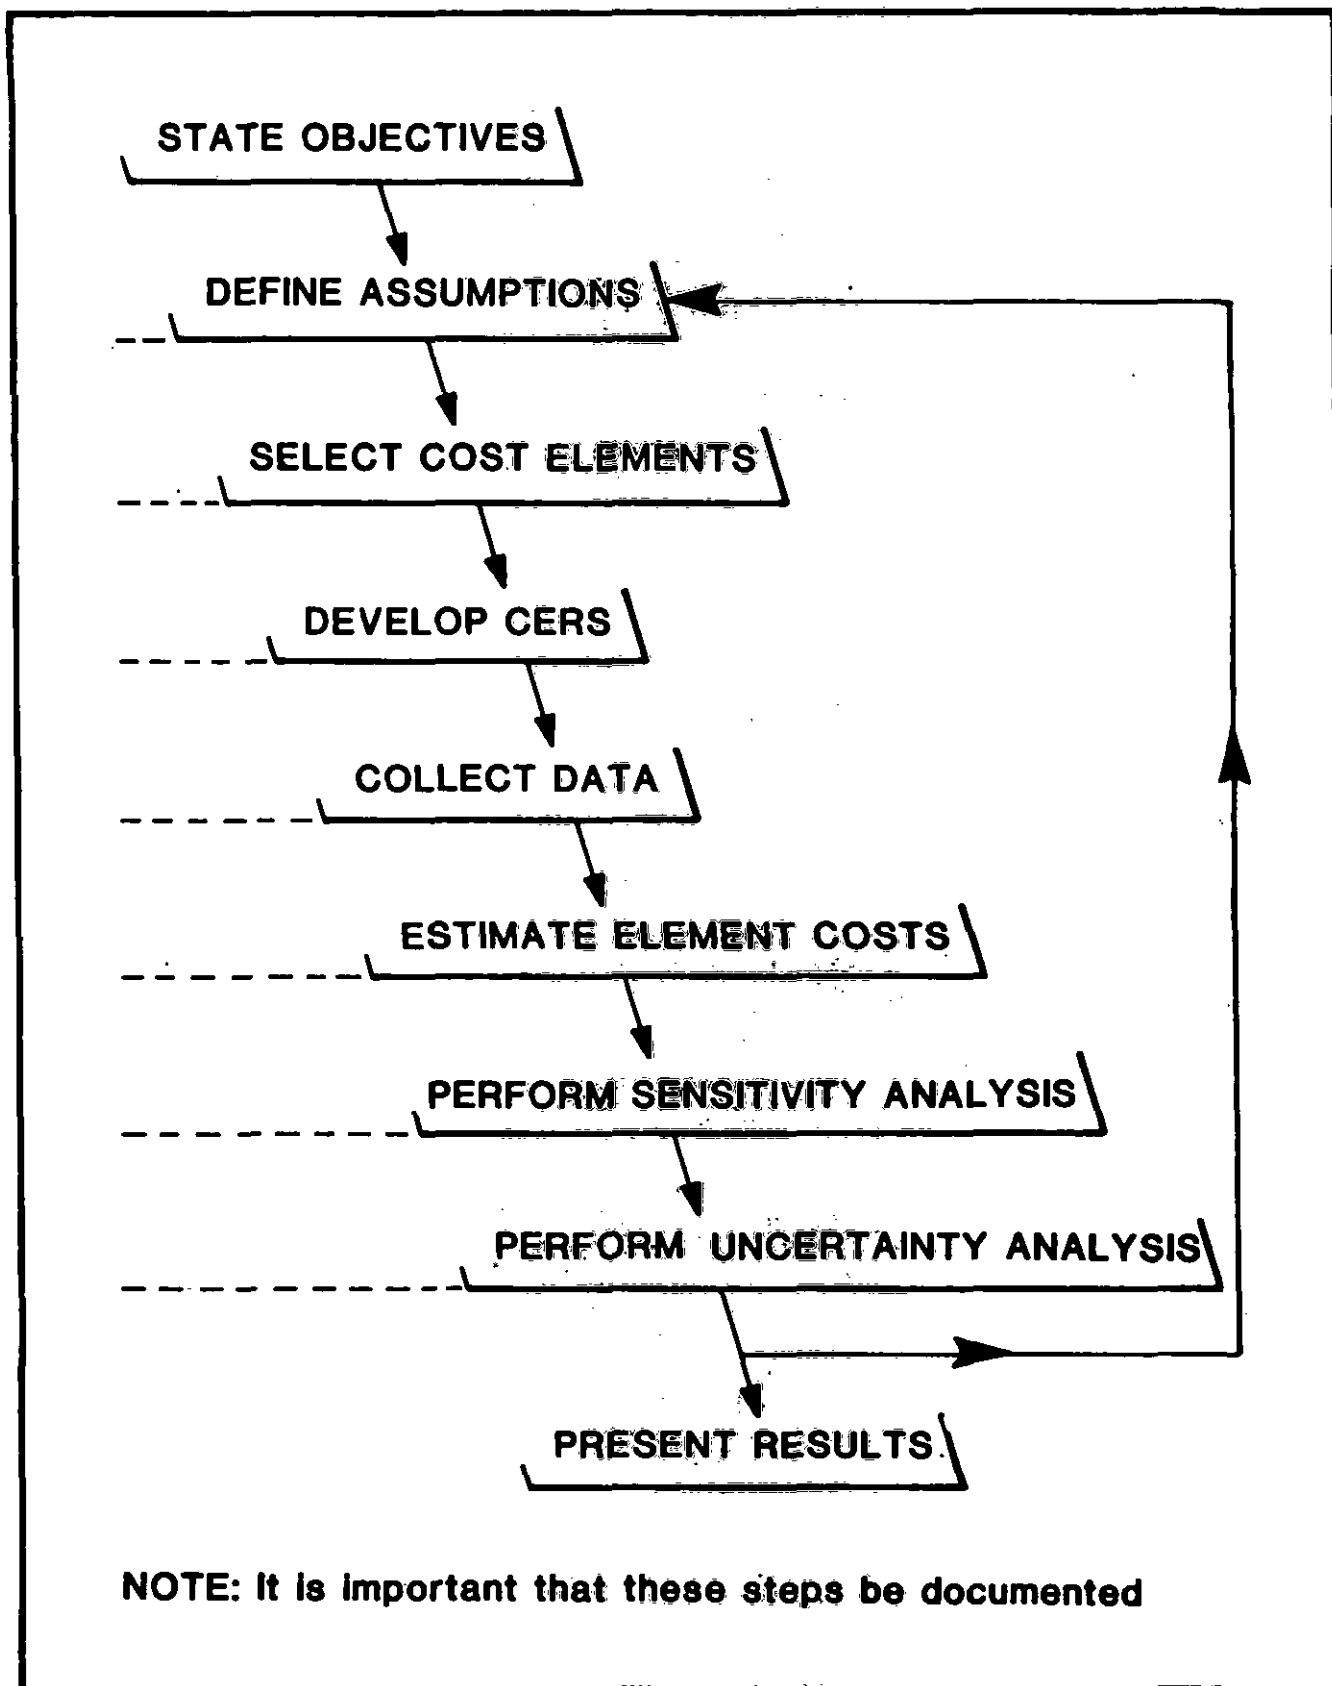 STATE OBJECTIVES
DEFINE ASSUMPTIONS
SELECT COST ELEMENTS
DEVELOP CERS
COLLECT DATA
ESTIMATE ELEMENT COSTS
PERFORM SENSITIVITY ANALYSIS
PERFORM UNCERTAINTY ANALYSIS
PRESENT RESULTS
NOTE: It is important that these steps be documented